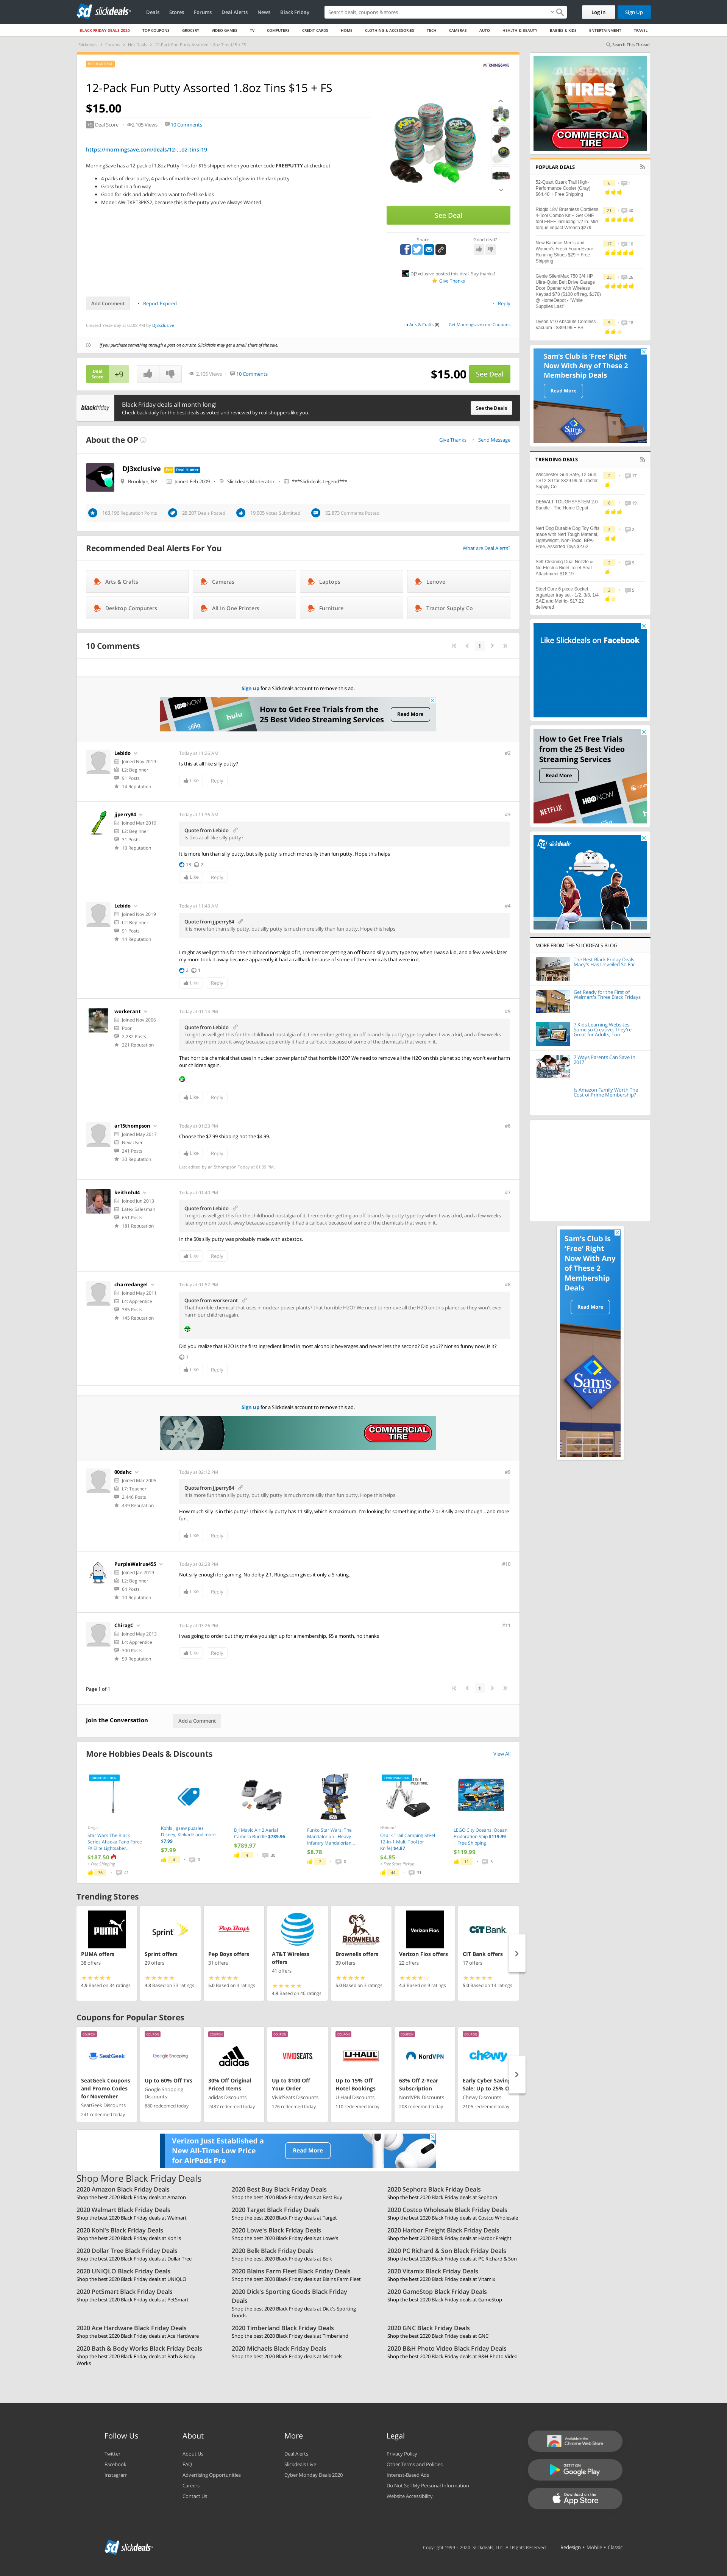 slickdeals
Deals Stores Forums Deal Alerts News Black Friday
Search deals, coupons & stores
Log In Sign Up
BLACK FRIDAY DEALS 2020 TOP COUPONS GROCERY VIDEO GAMES TV COMPUTERS CREDIT CARDS HOME CLOTHING & ACCESSORIES TECH CAMERAS AUTO HEALTH & BEAUTY BABIES & KIDS ENTERTAINMENT TRAVEL
Slickdeals > Forums > Hot Deals > 12-Pack Fun Putty Assorted 1.8oz Tins $15 + FS
Search This Thread
12-Pack Fun Putty Assorted 1.8oz Tins $15 + FS
$15.00
Deal Score 2,105 Views 10 Comments
https://morningsave.com/deals/12-...oz-tins-19
MorningSave has a 12-pack of 1.8oz Putty Tins for $15 shipped when you enter code FREEPUTTY at checkout
4 packs of clear putty, 4 packs of marbleized putty, 4 packs of glow-in-the-dark putty
Gross but in a fun way
Good for kids and adults who want to feel like kids
Model: AW-TKPT3PK52, because this is the putty you've Always Wanted
See Deal
Share Good deal?
DJ3xclusive posted this deal. Say thanks!
Give Thanks
Add Comment Report Expired Reply
Created Yesterday at 02:08 PM by DJ3xclusive
Arts & Crafts (6) Get Morningsave.com Coupons
If you purchase something through a post on our site, Slickdeals may get a small share of the sale.
Deal Score +9 2,105 Views 10 Comments $15.00 See Deal
blackfriday
Black Friday deals all month long!
Check back daily for the best deals as voted and reviewed by real shoppers like you.
See the Deals
About the OP
Give Thanks Send Message
DJ3xclusive Pro Deal Hunter
Brooklyn, NY Joined Feb 2009 Slickdeals Moderator ***Slickdeals Legend***
163,196 Reputation Points 28,207 Deals Posted 19,005 Votes Submitted 52,873 Comments Posted
Recommended Deal Alerts For You
What are Deal Alerts?
Arts & Crafts Cameras Laptops Lenovo
Desktop Computers All In One Printers Furniture Tractor Supply Co
10 Comments
1
Sign up for a Slickdeals account to remove this ad.
HBO NOW sling hulu
How to Get Free Trials from the
25 Best Video Streaming Services
Read More
Lebido Today at 11:26 AM #2
Joined Nov 2019
L2: Beginner
91 Posts
14 Reputation
Is this at all like silly putty?
Like Reply
jjperry84 Today at 11:36 AM #3
Joined Mar 2019
L2: Beginner
31 Posts
10 Reputation
Quote from Lebido
Is this at all like silly putty?
It is more fun than silly putty, but silly putty is much more silly than fun putty. Hope this helps
13 2
Like Reply
Lebido Today at 11:43 AM #4
Joined Nov 2019
L2: Beginner
91 Posts
14 Reputation
Quote from jjperry84
It is more fun than silly putty, but silly putty is much more silly than fun putty. Hope this helps
I might as well get this for the childhood nostalgia of it, I remember getting an off-brand silly putty type toy when I was a kid, and a few weeks later
my mom took it away because apparently it had a callback because of some of the chemicals that were in it.
3 1
Like Reply
workerant Today at 01:14 PM #5
Joined Nov 2006
Poor
2,232 Posts
221 Reputation
Quote from Lebido
I might as well get this for the childhood nostalgia of it, I remember getting an off-brand silly putty type toy when I was a kid, and a few weeks
later my mom took it away because apparently it had a callback because of some of the chemicals that were in it.
That horrible chemical that uses in nuclear power plants? that horrible H2O? We need to remove all the H2O on this planet so they won't ever harm
our children again.
Like Reply
ar15thompson Today at 01:33 PM #6
Joined May 2017
New User
241 Posts
30 Reputation
Choose the $7.99 shipping not the $4.99.
Like Reply
Last edited by ar15thompson Today at 01:39 PM.
keithnh44 Today at 01:40 PM #7
Joined Jun 2013
Latex Salesman
651 Posts
181 Reputation
Quote from Lebido
I might as well get this for the childhood nostalgia of it, I remember getting an off-brand silly putty type toy when I was a kid, and a few weeks
later my mom took it away because apparently it had a callback because of some of the chemicals that were in it.
In the 50s silly putty was probably made with asbestos.
Like Reply
charredangel Today at 01:52 PM #8
Joined May 2011
L4: Apprentice
385 Posts
145 Reputation
Quote from workerant
That horrible chemical that uses in nuclear power plants? that horrible H2O? We need to remove all the H2O on this planet so they won't ever
harm our children again.
Did you realize that H2O is the first ingredient listed in most alcoholic beverages and never less the second? Did you?? Not so funny now, is it?
1
Like Reply
Sign up for a Slickdeals account to remove this ad.
COMMERCIAL TIRE
00dahc Today at 02:12 PM #9
Joined Mar 2005
L7: Teacher
2,446 Posts
449 Reputation
Quote from jjperry84
It is more fun than silly putty, but silly putty is much more silly than fun putty. Hope this helps
How much silly is in this putty? I think silly putty has 11 silly, which is maximum. I'm looking for something in the 7 or 8 silly area though... and more
fun.
Like Reply
PurpleWalrus455 Today at 02:28 PM #10
Joined Jan 2019
L2: Beginner
64 Posts
10 Reputation
Not silly enough for gaming. No dolby 2.1. Rtings.com gives it only a 5 rating.
Like Reply
ChiragC Today at 03:26 PM #11
Joined May 2013
L4: Apprentice
300 Posts
59 Reputation
i was going to order but they make you sign up for a membership, $5 a month, no thanks
Like Reply
Page 1 of 1
1
Join the Conversation Add a Comment
More Hobbies Deals & Discounts
View All
Star Wars The Black Series Ahsoka Tano Force FX Elite Lightsaber...
$187.50
+ Free Shipping
Kohls jigsaw puzzles Disney, Kinkade and more $7.99
$7.99
DJI Mavic Air 2 Aerial Camera Bundle $789.96
$789.97
Funko Star Wars: The Mandalorian - Heavy Infantry Mandalorian...
$8.78
Ozark Trail Camping Steel 12-in-1 Multi-Tool (or Knife) $4.87
$4.85
+ Free Store Pickup
LEGO City Oceans: Ocean Exploration Ship $119.99 + Free Shipping
$119.99
Trending Stores
PUMA offers 38 offers 4.9 Based on 34 ratings
Sprint offers 29 offers 4.8 Based on 33 ratings
Pep Boys offers 31 offers 5.0 Based on 4 ratings
AT&T Wireless offers 41 offers 4.9 Based on 40 ratings
Brownells offers 39 offers 5.0 Based on 3 ratings
Verizon Fios offers 22 offers 4.3 Based on 9 ratings
CIT Bank offers 17 offers 5.0 Based on 14 ratings
Coupons for Popular Stores
SeatGeek Coupons and Promo Codes for November SeatGeek Discounts 241 redeemed today
Up to 60% Off TVs Google Shopping Discounts 880 redeemed today
30% Off Original Priced Items adidas Discounts 2437 redeemed today
Up to $100 Off Your Order VividSeats Discounts 126 redeemed today
Up to 15% Off Hotel Bookings U-Haul Discounts 110 redeemed today
68% Off 2-Year Subscription NordVPN Discounts 208 redeemed today
Early Cyber Saving Sale: Up to 25% O Chewy Discounts 2105 redeemed today
Verizon Just Established a
New All-Time Low Price
for AirPods Pro
Read More
Shop More Black Friday Deals
2020 Amazon Black Friday Deals
Shop the best 2020 Black Friday deals at Amazon
2020 Best Buy Black Friday Deals
Shop the best 2020 Black Friday deals at Best Buy
2020 Sephora Black Friday Deals
Shop the best 2020 Black Friday deals at Sephora
2020 Walmart Black Friday Deals
Shop the best 2020 Black Friday deals at Walmart
2020 Target Black Friday Deals
Shop the best 2020 Black Friday deals at Target
2020 Costco Wholesale Black Friday Deals
Shop the best 2020 Black Friday deals at Costco Wholesale
2020 Kohl's Black Friday Deals
Shop the best 2020 Black Friday deals at Kohl's
2020 Lowe's Black Friday Deals
Shop the best 2020 Black Friday deals at Lowe's
2020 Harbor Freight Black Friday Deals
Shop the best 2020 Black Friday deals at Harbor Freight
2020 Dollar Tree Black Friday Deals
Shop the best 2020 Black Friday deals at Dollar Tree
2020 Belk Black Friday Deals
Shop the best 2020 Black Friday deals at Belk
2020 PC Richard & Son Black Friday Deals
Shop the best 2020 Black Friday deals at PC Richard & Son
2020 UNIQLO Black Friday Deals
Shop the best 2020 Black Friday deals at UNIQLO
2020 Blains Farm Fleet Black Friday Deals
Shop the best 2020 Black Friday deals at Blains Farm Fleet
2020 Vitamix Black Friday Deals
Shop the best 2020 Black Friday deals at Vitamix
2020 PetSmart Black Friday Deals
Shop the best 2020 Black Friday deals at PetSmart
2020 Dick's Sporting Goods Black Friday
Deals
Shop the best 2020 Black Friday deals at Dick's Sporting
Goods
2020 GameStop Black Friday Deals
Shop the best 2020 Black Friday deals at GameStop
2020 Ace Hardware Black Friday Deals
Shop the best 2020 Black Friday deals at Ace Hardware
2020 Timberland Black Friday Deals
Shop the best 2020 Black Friday deals at Timberland
2020 GNC Black Friday Deals
Shop the best 2020 Black Friday deals at GNC
2020 Bath & Body Works Black Friday Deals
Shop the best 2020 Black Friday deals at Bath & Body
Works
2020 Michaels Black Friday Deals
Shop the best 2020 Black Friday deals at Michaels
2020 B&H Photo Video Black Friday Deals
Shop the best 2020 Black Friday deals at B&H Photo Video
ALL SEASON
TIRES
COMMERCIAL TIRE
POPULAR DEALS
52-Quart Ozark Trail High-Performance Cooler (Gray) $64.40 + Free Shipping
Ridgid 18V Brushless Cordless 4-Tool Combo Kit + Get ONE tool FREE including 1/2 in. Mid torque impact Wrench $279
New Balance Men's and Women's Fresh Foam Evare Running Shoes $29 + Free Shipping
Genie SilentMax 750 3/4 HP Ultra-Quiet Belt Drive Garage Door Opener with Wireless Keypad $78 ($100 off reg. $178) @ HomeDepot - "While Supplies Last"
Dyson V10 Absolute Cordless Vacuum - $399.99 + FS
Sam's Club is 'Free' Right
Now With Any of These 2
Membership Deals
Read More
TRENDING DEALS
Winchester Gun Safe, 12 Gun, TS12-30 for $329.99 at Tractor Supply Co.
DEWALT TOUGHSYSTEM 2.0 Bundle - The Home Depot
Nerf Dog Durable Dog Toy Gifts, made with Nerf Tough Material, Lightweight, Non-Toxic, BPA-Free, Assorted Toys $2.62
Self-Cleaning Dual Nozzle & No-Electric Bidet Toilet Seat Attachment $18.19
Steel Core 6 piece Socket organizer tray set - 1/2, 3/8, 1/4 SAE and Metric- $17.22 delivered
Like Slickdeals on Facebook
How to Get Free Trials
from the 25 Best Video
Streaming Services
Read More
NETFLIX HBO NOW
slickdeals
MORE FROM THE SLICKDEALS BLOG
The Best Black Friday Deals Macy's Has Unveiled So Far
Get Ready for the First of Walmart's Three Black Fridays
7 Kids Learning Websites -- Some so Creative, They're Great for Adults, Too
7 Ways Parents Can Save In 2017
Is Amazon Family Worth The Cost of Prime Membership?
Sam's Club is
'Free' Right
Now With Any
of These 2
Membership
Deals
Read More
Sam's CLUB
Follow Us
Twitter
Facebook
Instagram
About
About Us
FAQ
Advertising Opportunities
Careers
Contact Us
More
Deal Alerts
Slickdeals Live
Cyber Monday Deals 2020
Legal
Privacy Policy
Other Terms and Policies
Interest-Based Ads
Do Not Sell My Personal Information
Website Accessibility
Available in the Chrome Web Store
GET IT ON Google Play
Download on the App Store
slickdeals
Copyright 1999 - 2020. Slickdeals, LLC. All Rights Reserved. Redesign • Mobile • Classic